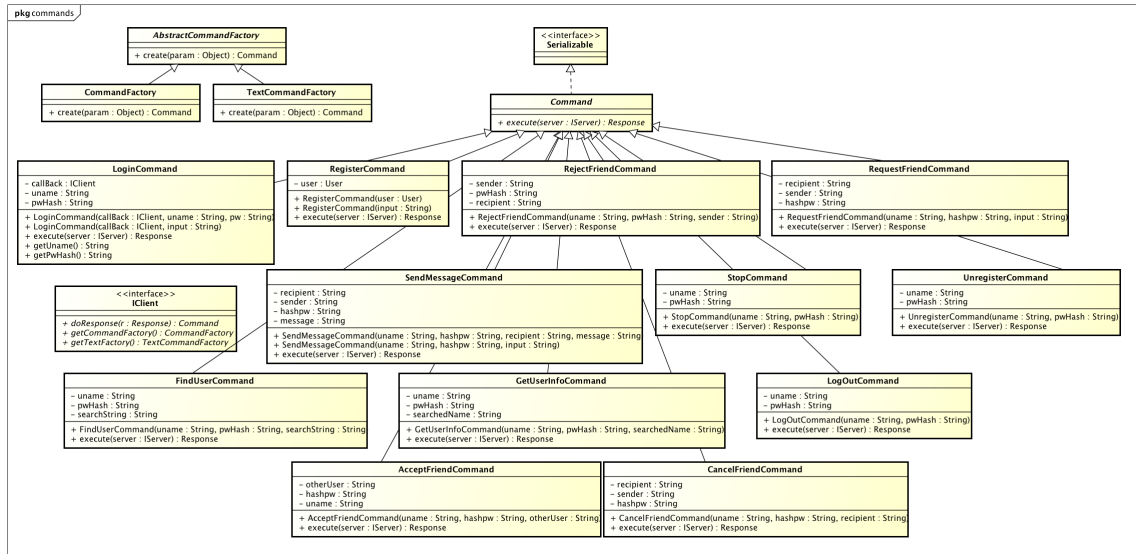 pkg commands
AbstractCommandFactory
+ create(param : Object) : Command
CommandFactory
+ create(param : Object) : Command
TextCommandFactory
+ create(param : Object) : Command
<<interface>>
Serializable
Command
+ execute(server : IServer) : Response
LoginCommand
- callBack : IClient
- uname : String
- pwHash : String
+ LoginCommand(callBack : IClient, uname : String, pw : String)
+ LoginCommand(callBack : IClient, input : String)
+ execute(server : IServer) : Response
+ getUname() : String
+ getPwHash() : String
RegisterCommand
- user : User
+ RegisterCommand(user : User)
+ RegisterCommand(input : String)
+ execute(server : IServer) : Response
RejectFriendCommand
- sender : String
- pwHash : String
- recipient : String
+ RejectFriendCommand(uname : String, pwHash : String, sender : String)
+ execute(server : IServer) : Response
RequestFriendCommand
- recipient : String
- sender : String
- hashpw : String
+ RequestFriendCommand(uname : String, hashpw : String, input : String)
+ execute(server : IServer) : Response
<<interface>>
IClient
+ doResponse(r : Response) : Command
+ getCommandFactory() : CommandFactory
+ getTextFactory() : TextCommandFactory
SendMessageCommand
- recipient : String
- sender : String
- hashpw : String
- message : String
+ SendMessageCommand(uname : String, hashpw : String, recipient : String, message : String)
+ SendMessageCommand(uname : String, hashpw : String, input : String)
+ execute(server : IServer) : Response
StopCommand
- uname : String
- pwHash : String
+ StopCommand(uname : String, pwHash : String)
+ execute(server : IServer) : Response
UnregisterCommand
- uname : String
- pwHash : String
+ UnregisterCommand(uname : String, pwHash : String)
+ execute(server : IServer) : Response
FindUserCommand
- uname : String
- pwHash : String
- searchString : String
+ FindUserCommand(uname : String, pwHash : String, searchString : String)
+ execute(server : IServer) : Response
GetUserInfoCommand
- uname : String
- pwHash : String
- searchedName : String
+ GetUserInfoCommand(uname : String, pwHash : String, searchedName : String)
+ execute(server : IServer) : Response
LogOutCommand
- uname : String
- pwHash : String
+ LogOutCommand(uname : String, pwHash : String)
+ execute(server : IServer) : Response
AcceptFriendCommand
- otherUser : String
- hashpw : String
- uname : String
+ AcceptFriendCommand(uname : String, hashpw : String, otherUser : String)
+ execute(server : IServer) : Response
CancelFriendCommand
- recipient : String
- sender : String
- hashpw : String
+ CancelFriendCommand(uname : String, hashpw : String, recipient : String)
+ execute(server : IServer) : Response